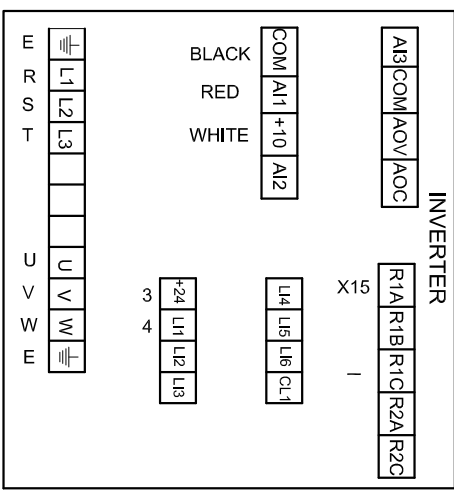 E
R L1
S L2
T L3
U U
V V
W W
E
BLACK COM
RED AI1
WHITE +10
AI2
AI3
COM
AOV
AOC
INVERTER
3 +24
4 LI1
LI2
LI3
LI4
LI5
LI6
CL1
X15 R1A
R1B
– R1C
R2A
R2C